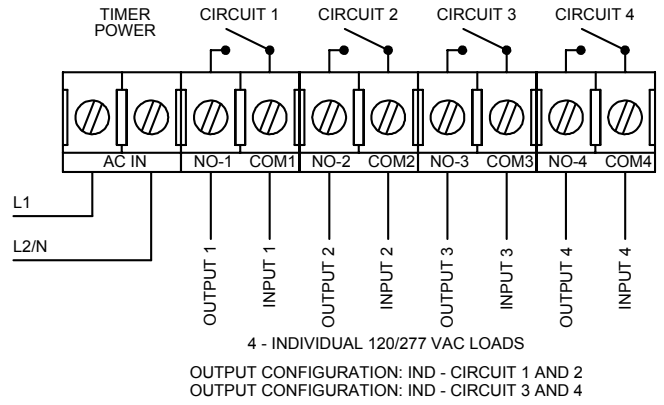 TIMER POWER
CIRCUIT 1
CIRCUIT 2
CIRCUIT 3
CIRCUIT 4
AC IN
NO-1
COM1
NO-2
COM2
NO-3
COM3
NO-4
COM4
L1
L2/N
OUTPUT 1
INPUT 1
OUTPUT 2
INPUT 2
OUTPUT 3
INPUT 3
OUTPUT 4
INPUT 4
4 - INDIVIDUAL 120/277 VAC LOADS
OUTPUT CONFIGURATION: IND - CIRCUIT 1 AND 2
OUTPUT CONFIGURATION: IND - CIRCUIT 3 AND 4